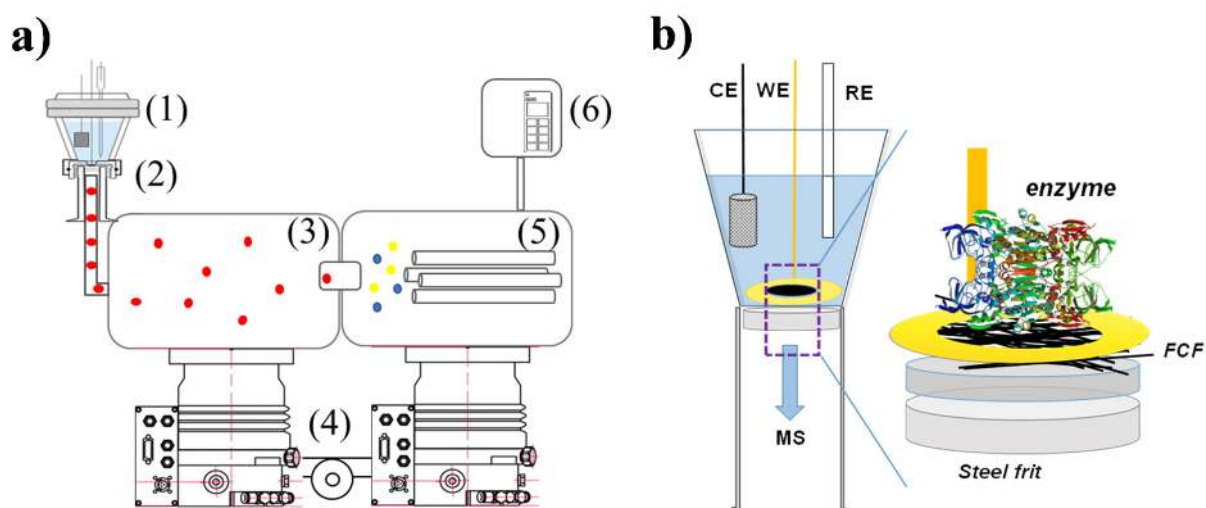 a)
(1)
(2)
(3)
(4)
(5)
(6)
b)
CE WE RE
MS
enzyme
FCF
Steel frit